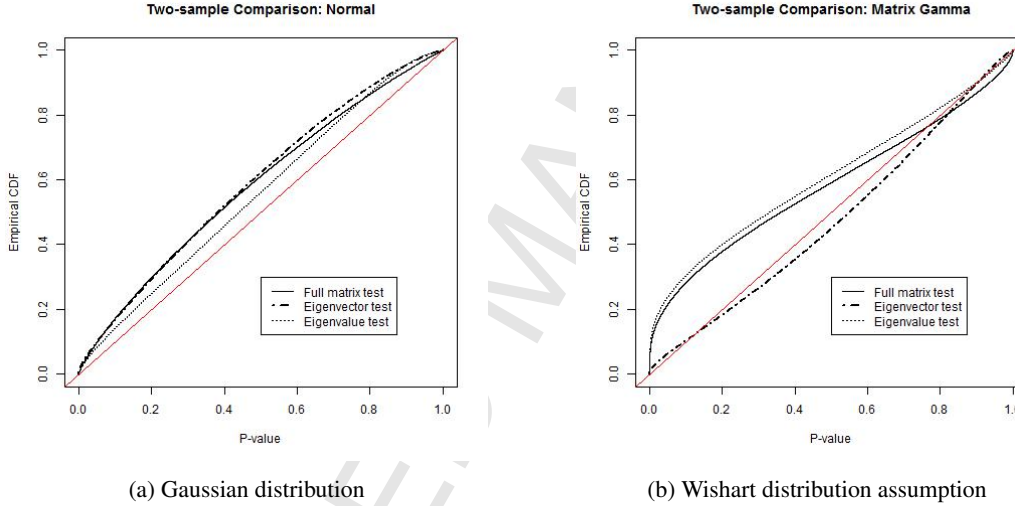 Two-sample Comparison: Normal
Empirical CDF
0.0 0.2 0.4 0.6 0.8 1.0
Full matrix test
Eigenvector test
Eigenvalue test
0.0 0.2 0.4 0.6 0.8 1.0
P-value
(a) Gaussian distribution
Two-sample Comparison: Matrix Gamma
Empirical CDF
0.0 0.2 0.4 0.6 0.8 1.0
Full matrix test
Eigenvector test
Eigenvalue test
0.0 0.2 0.4 0.6 0.8 1.0
P-value
(b) Wishart distribution assumption